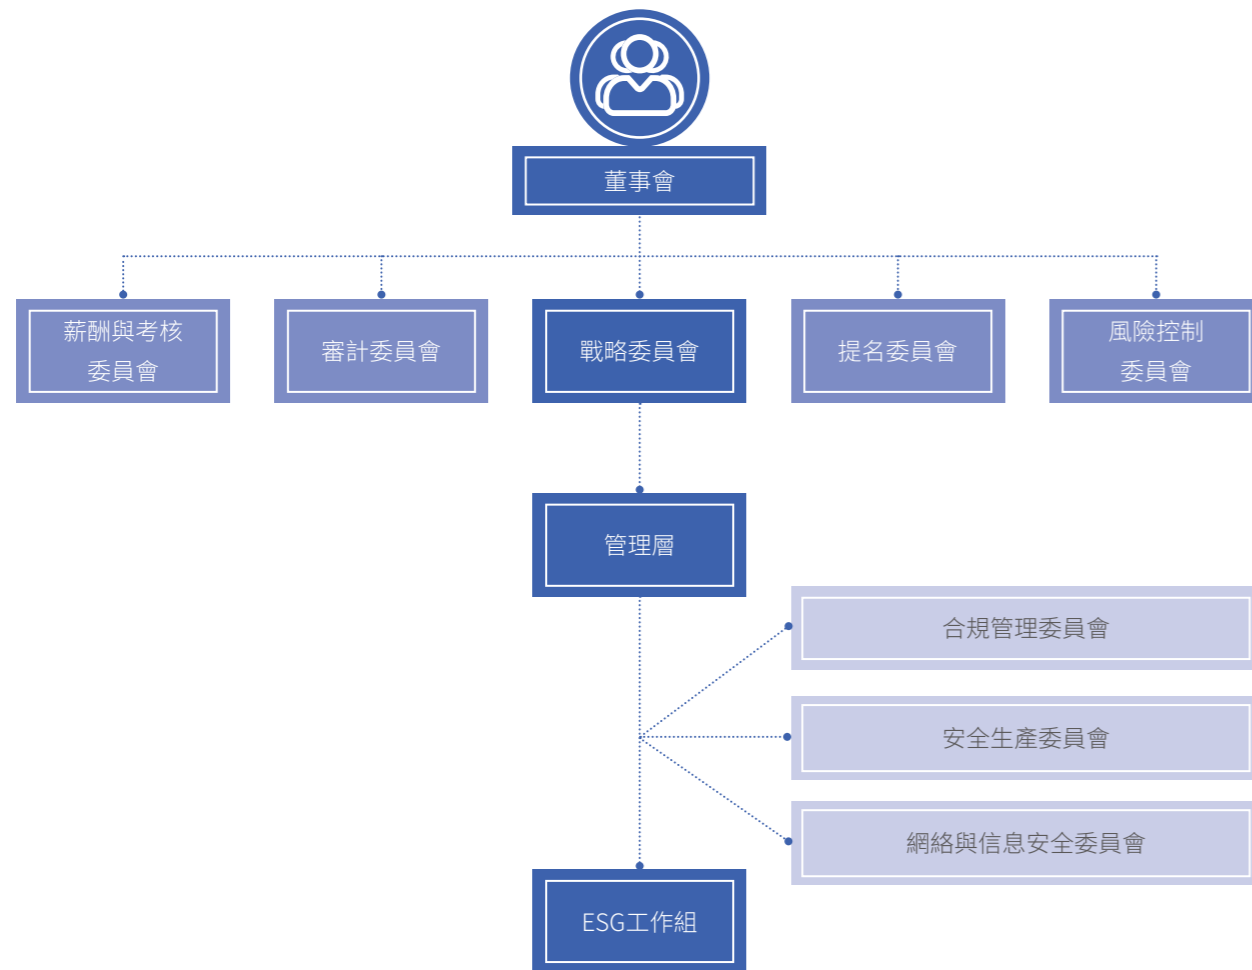 董事會
薪酬與考核
委員會
審計委員會
戰略委員會
提名委員會
風險控制
委員會
管理層
合規管理委員會
安全生產委員會
網絡與信息安全委員會
ESG工作組